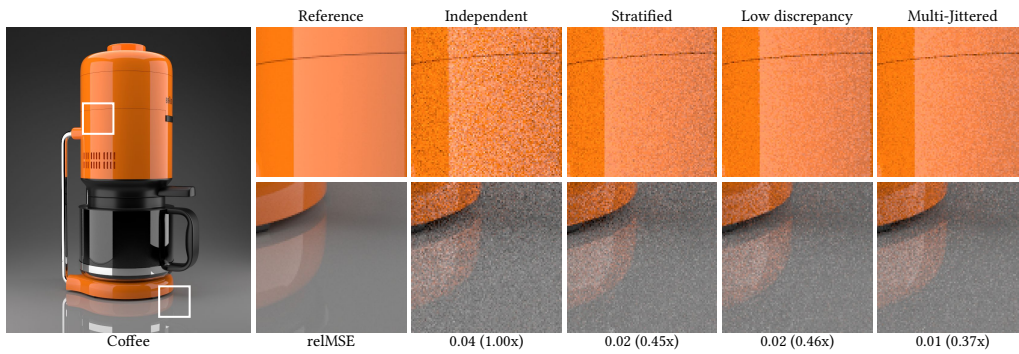 Reference Independent Stratified Low discrepancy Multi-Jittered
Coffee relMSE 0.04 (1.00x) 0.02 (0.45x) 0.02 (0.46x) 0.01 (0.37x)